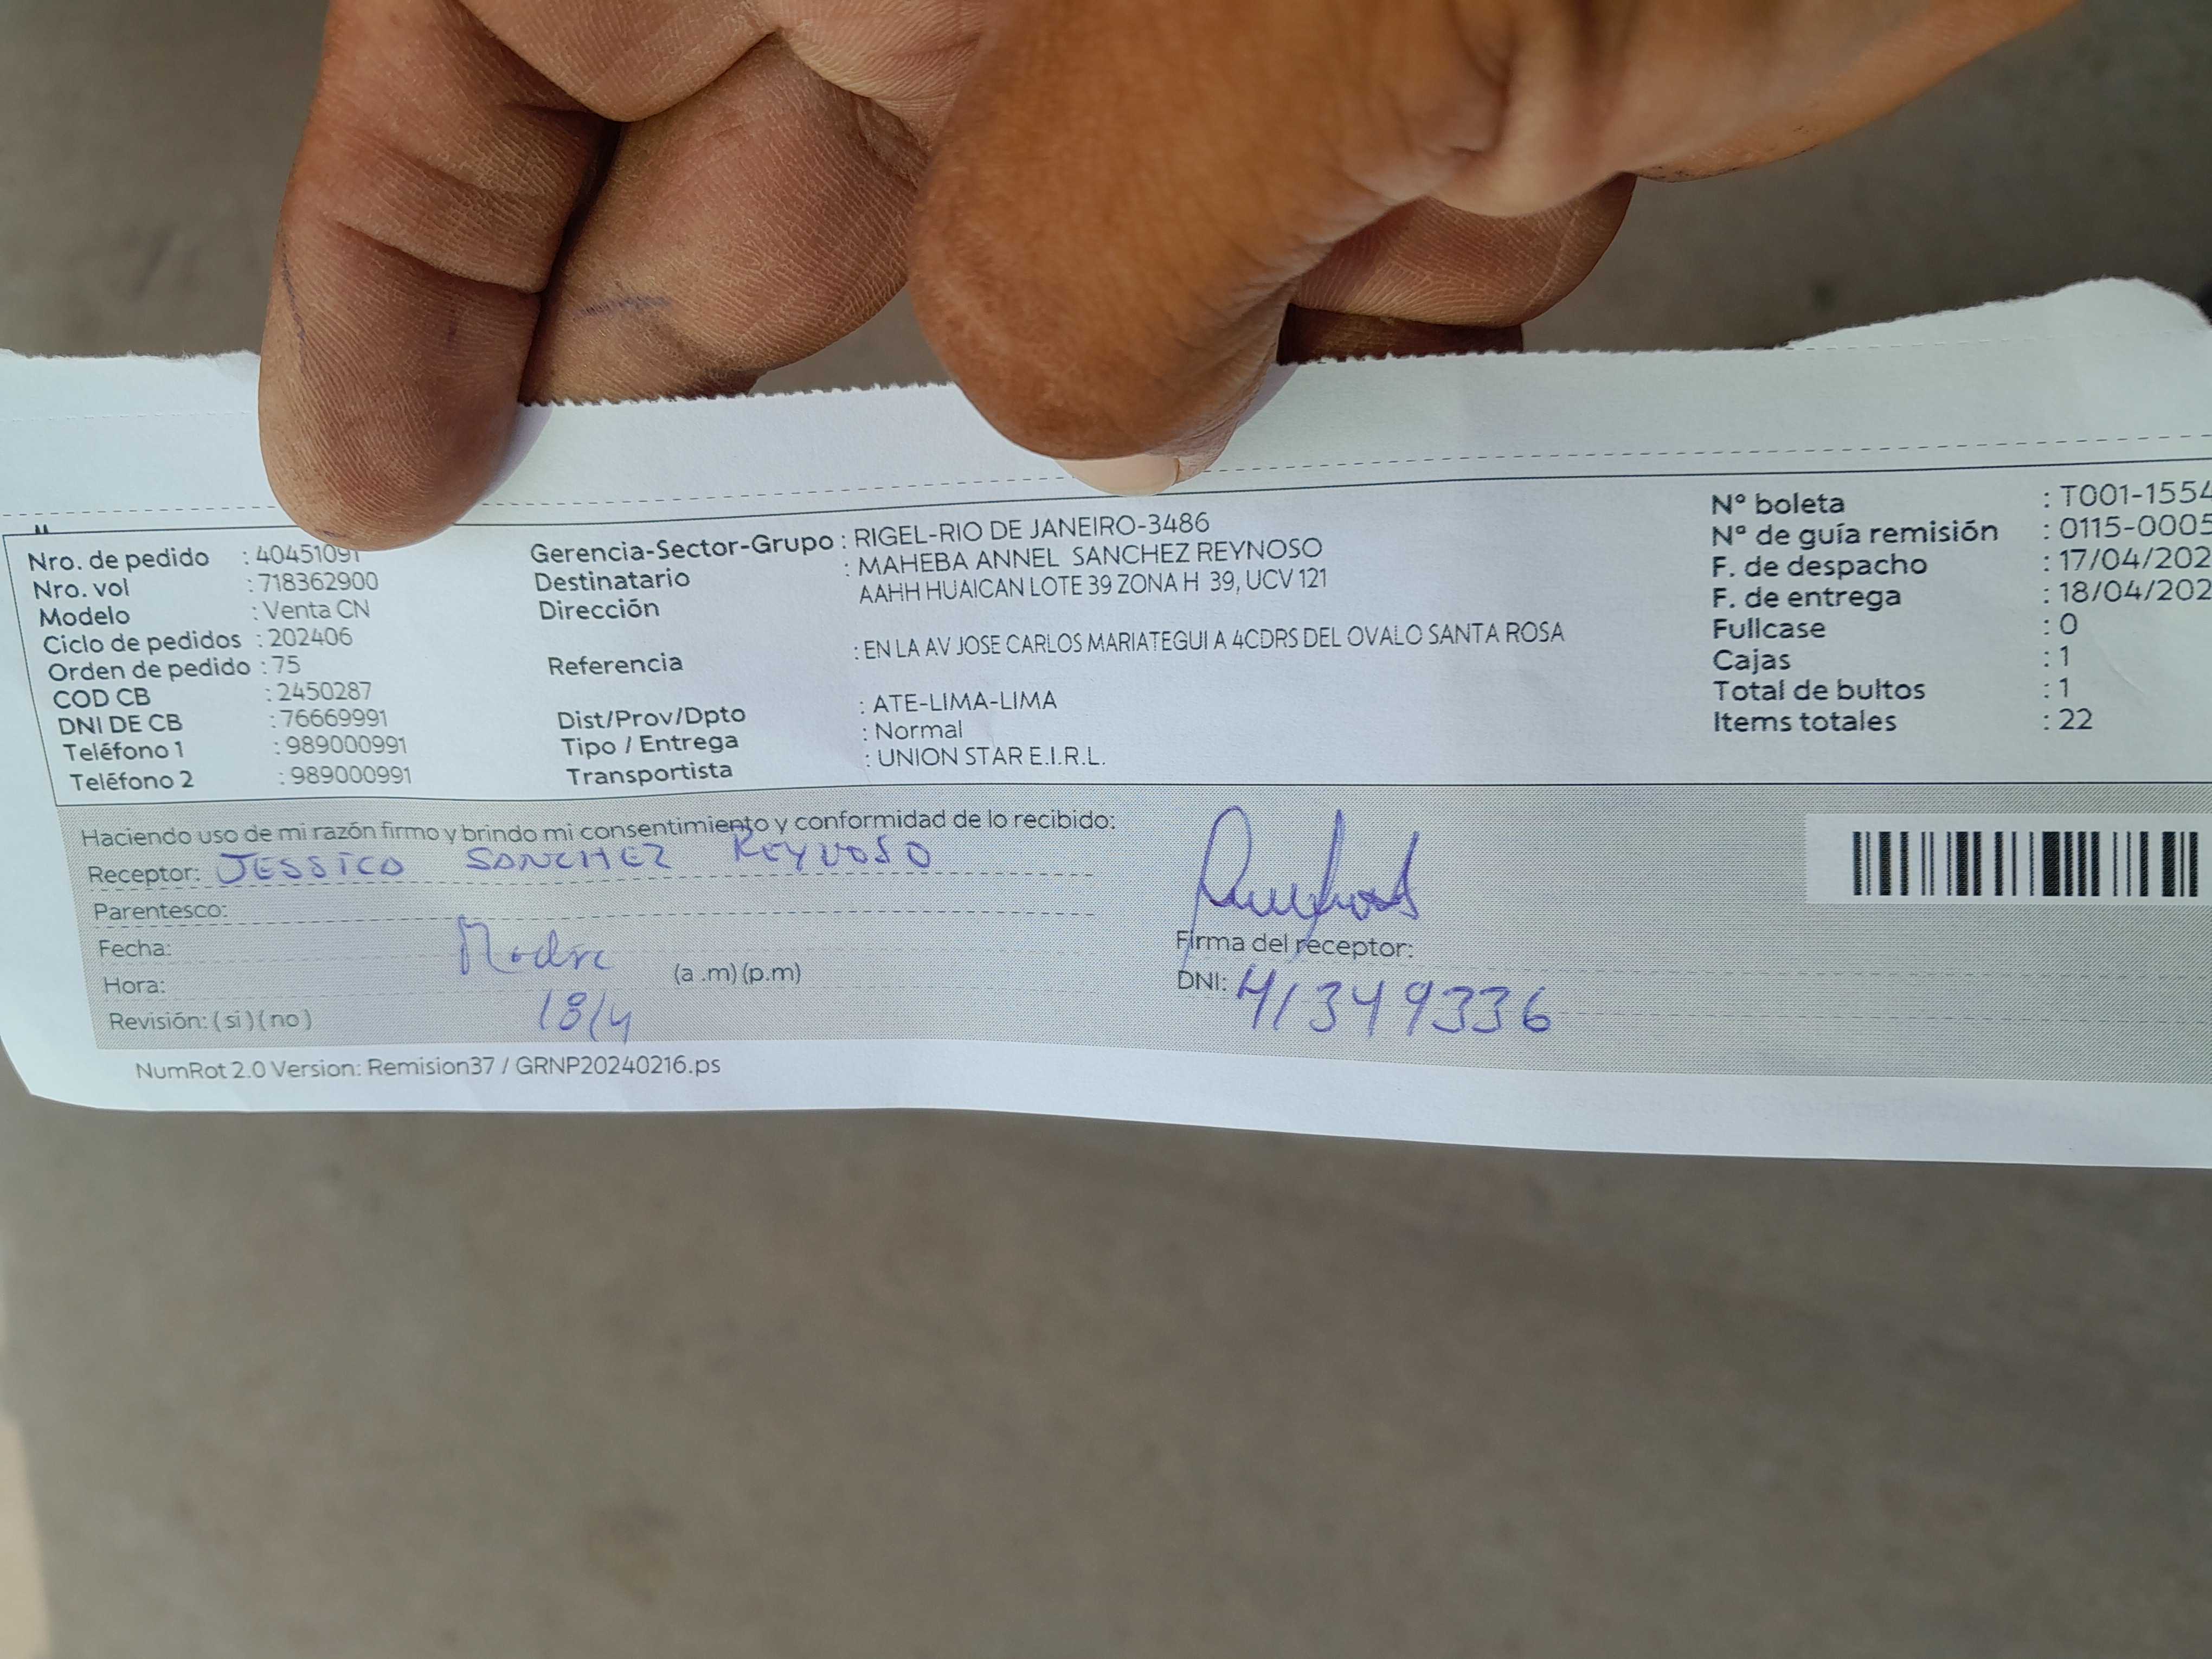 Nro. de pedido : 40451091
Nro. vol : 718362900
Modelo : Venta CN
Ciclo de pedidos : 202406
Orden de pedido : 75
COD CB : 2450287
DNI DE CB : 76669991
Teléfono 1 : 989000991
Teléfono 2 : 989000991
Gerencia-Sector-Grupo : RIGEL-RIO DE JANEIRO-3486
Destinatario : MAHEBA ANNEL SANCHEZ REYNOSO
Dirección AAHH HUAICAN LOTE 39 ZONA H 39, UCV 121
Referencia : EN LA AV JOSE CARLOS MARIATEGUI A 4CDRS DEL OVALO SANTA ROSA
Dist/Prov/Dpto : ATE-LIMA-LIMA
Tipo / Entrega : Normal
Transportista : UNION STAR E.I.R.L.
Nº boleta : T001-1554
Nº de guía remisión : 0115-0005
F. de despacho : 17/04/202
F. de entrega : 18/04/202
Fullcase : 0
Cajas : 1
Total de bultos : 1
Items totales : 22
Haciendo uso de mi razón firmo y brindo mi consentimiento y conformidad de lo recibido:
Receptor: JESSICA SANCHEZ REYNOSO
Parentesco:
Fecha: Madre
Hora: (a .m) (p.m)
Revisión: ( si ) ( no ) 18/4
Firma del receptor:
DNI: 41349336
NumRot 2.0 Version: Remision37 / GRNP20240216.ps